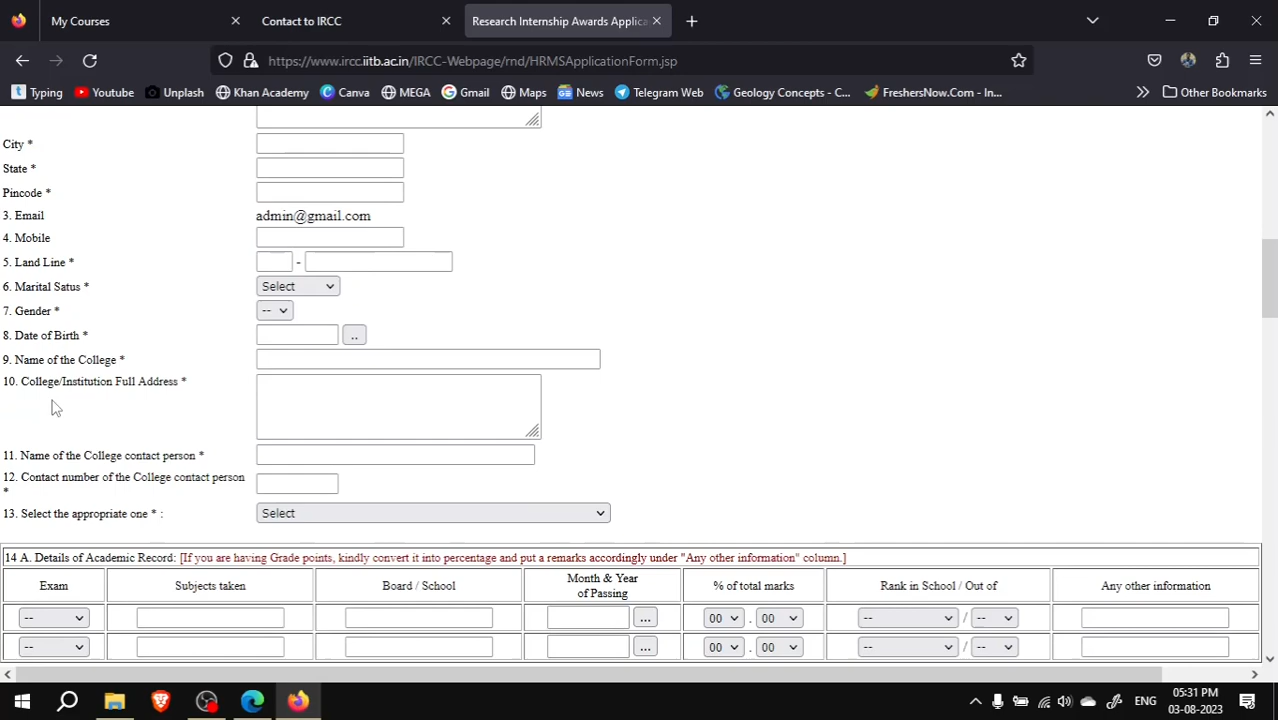 My Courses
Contact to IRCC
Research Internship Awards Applica
https://www.ircc.iitb.ac.in/IRCC-Webpage/rnd/HRMSApplicationForm.jsp
Typing Youtube Unplash Khan Academy Canva MEGA Gmail Maps News Telegram Web Geology Concepts - C... FreshersNow.Com - In... Other Bookmarks
City *
State *
Pincode *
3. Email admin@gmail.com
4. Mobile
5. Land Line * -
6. Marital Satus * Select
7. Gender * --
8. Date of Birth * ..
9. Name of the College *
10. College/Institution Full Address *
11. Name of the College contact person *
12. Contact number of the College contact person
*
13. Select the appropriate one * : Select
14 A. Details of Academic Record: [If you are having Grade points, kindly convert it into percentage and put a remarks accordingly under "Any other information" column.]
Exam Subjects taken Board / School Month & Year of Passing % of total marks Rank in School / Out of Any other information
-- ... 00 . 00 -- / --
-- ... 00 . 00 -- / --
ENG 05:31 PM
03-08-2023